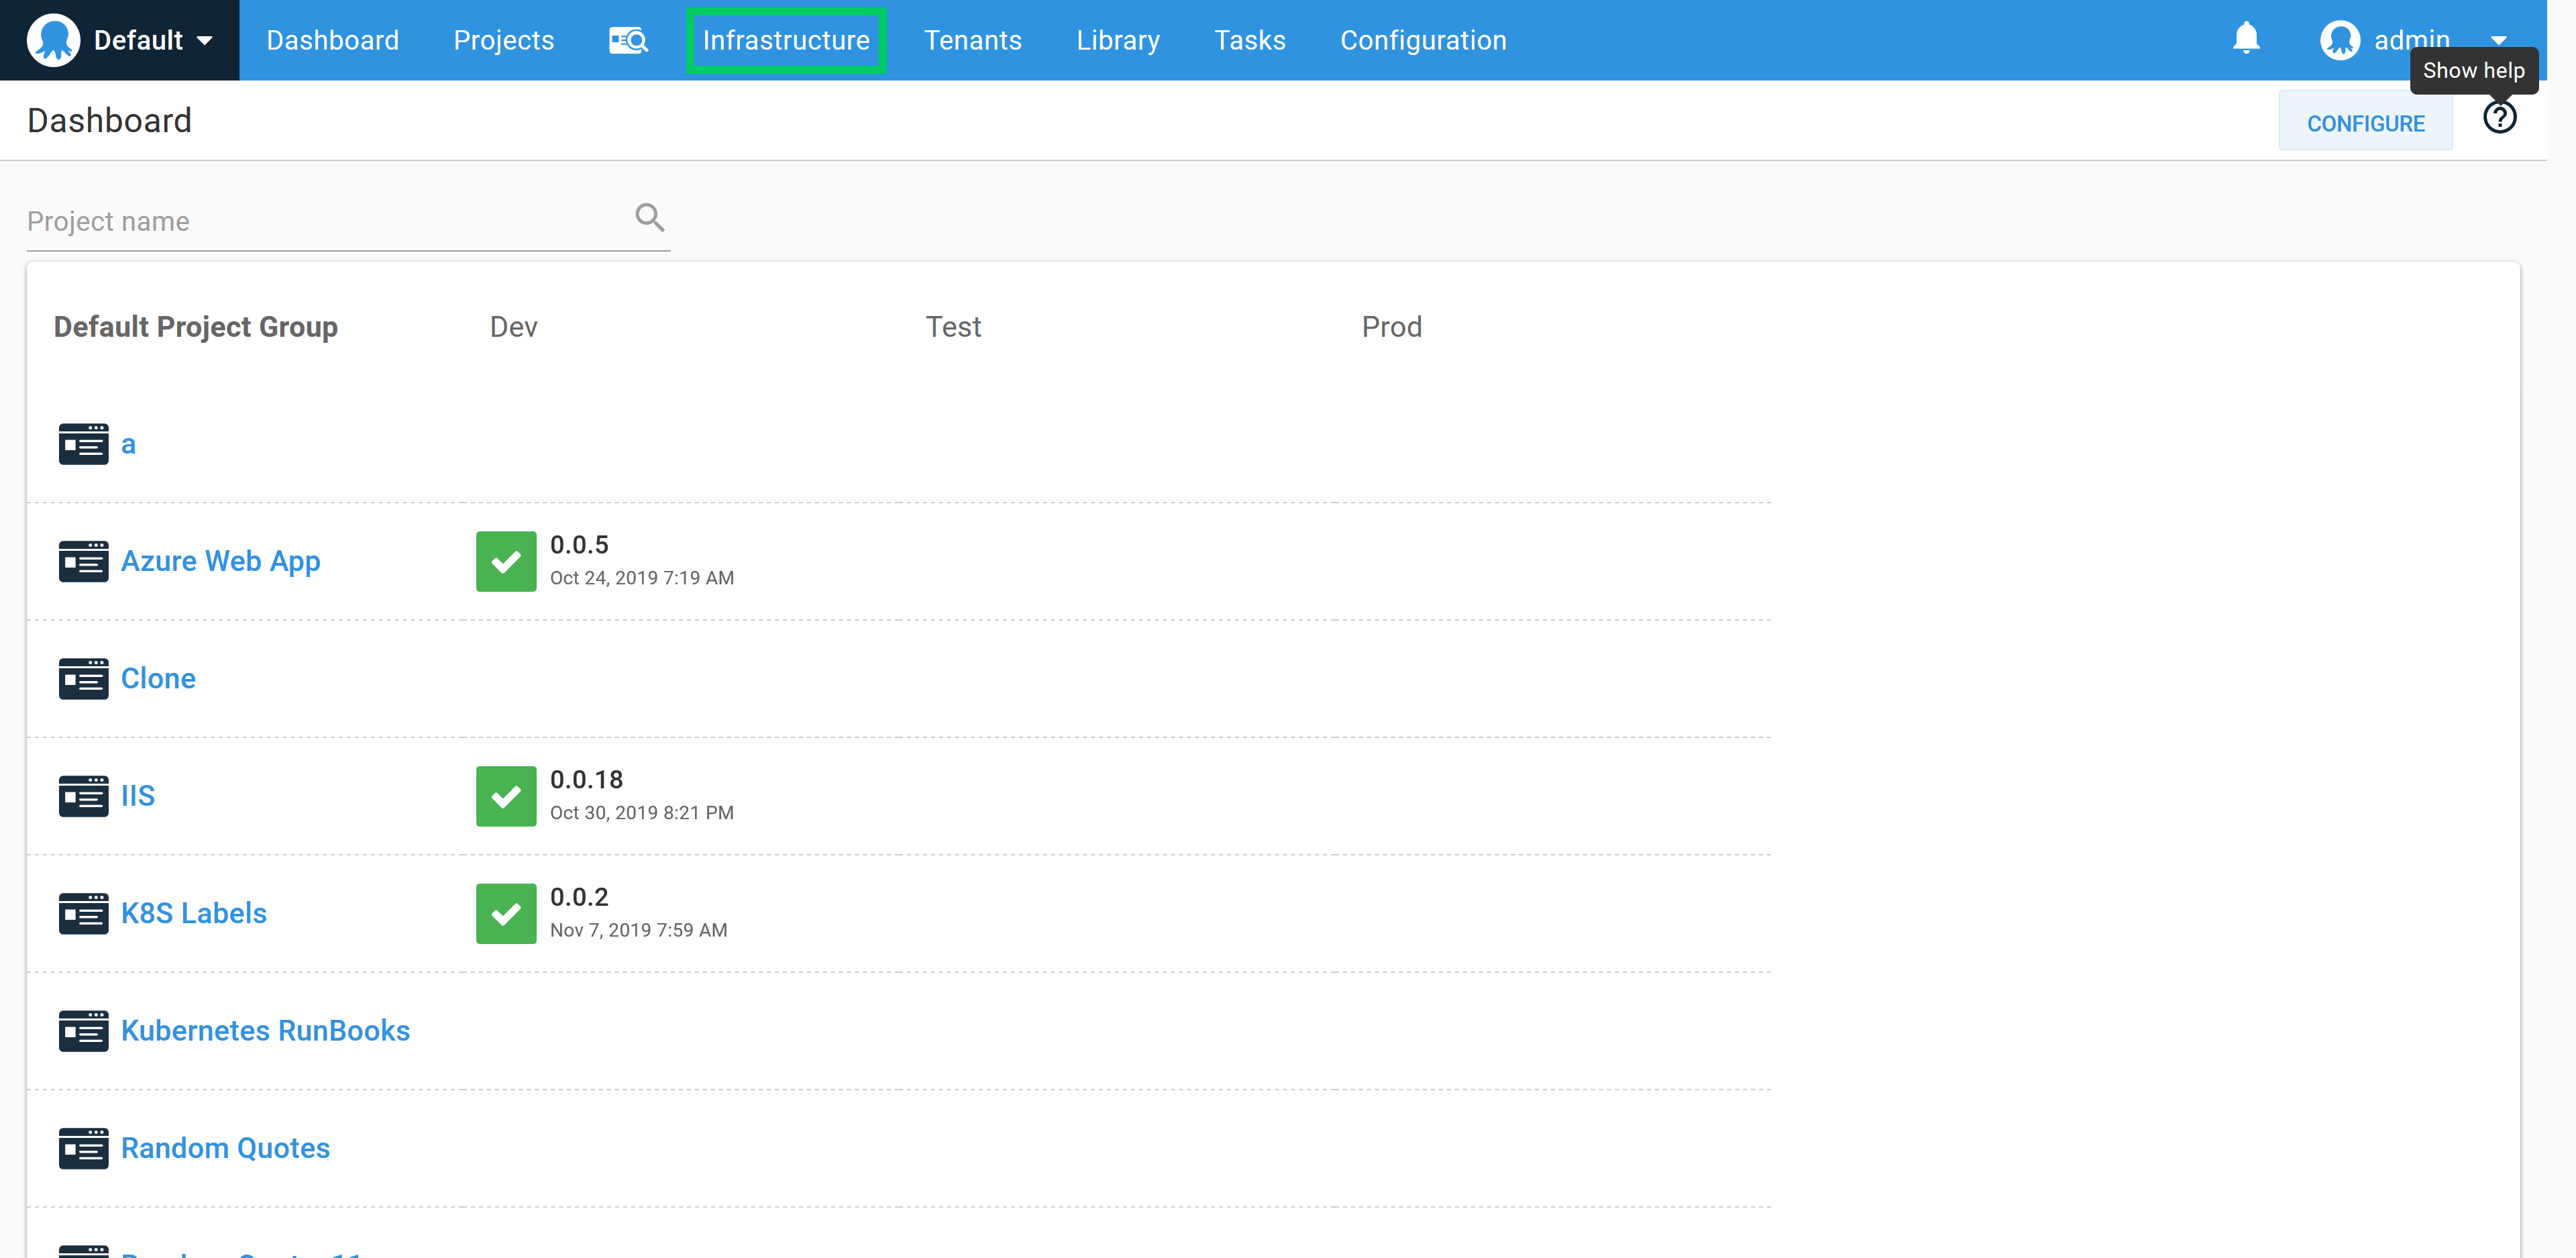 Default Dashboard Projects Infrastructure Tenants Library Tasks Configuration admin
Show help
Dashboard CONFIGURE
Project name
Default Project Group Dev Test Prod
a
Azure Web App 0.0.5
Oct 24, 2019 7:19 AM
Clone
IIS 0.0.18
Oct 30, 2019 8:21 PM
K8S Labels 0.0.2
Nov 7, 2019 7:59 AM
Kubernetes RunBooks
Random Quotes